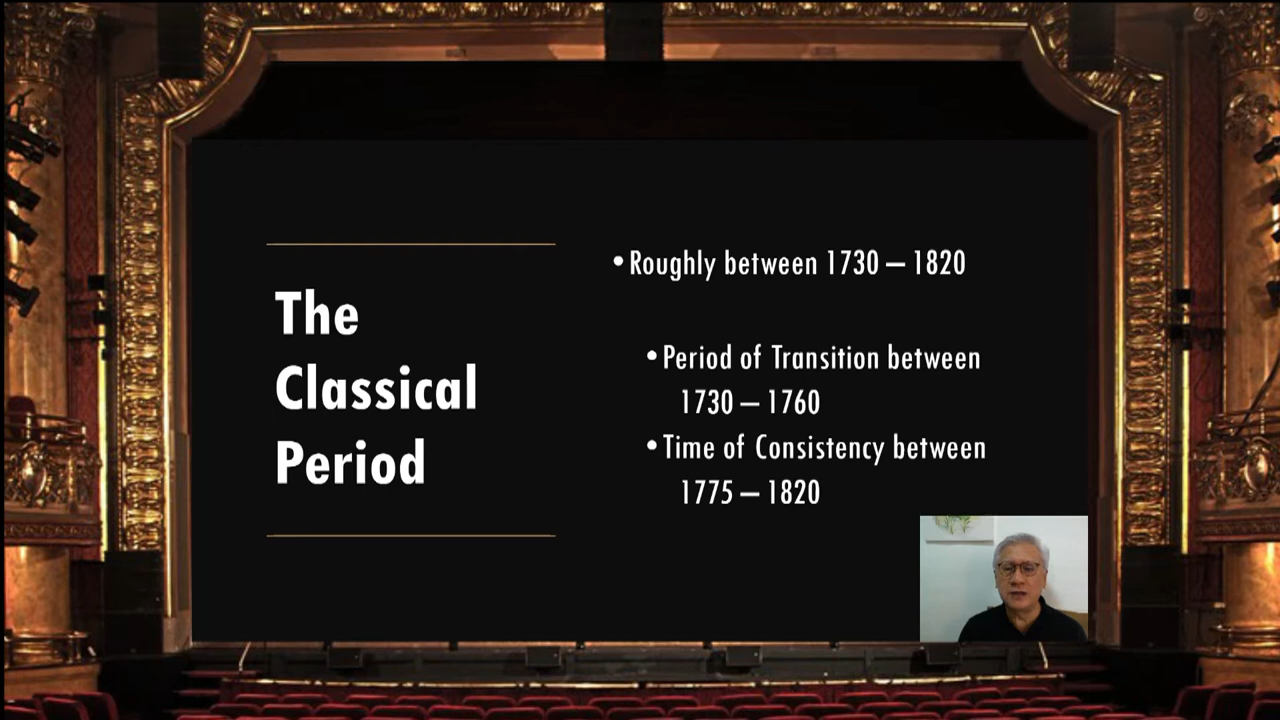 The
Classical
Period
• Roughly between 1730 – 1820
• Period of Transition between
1730 – 1760
• Time of Consistency between
1775 – 1820